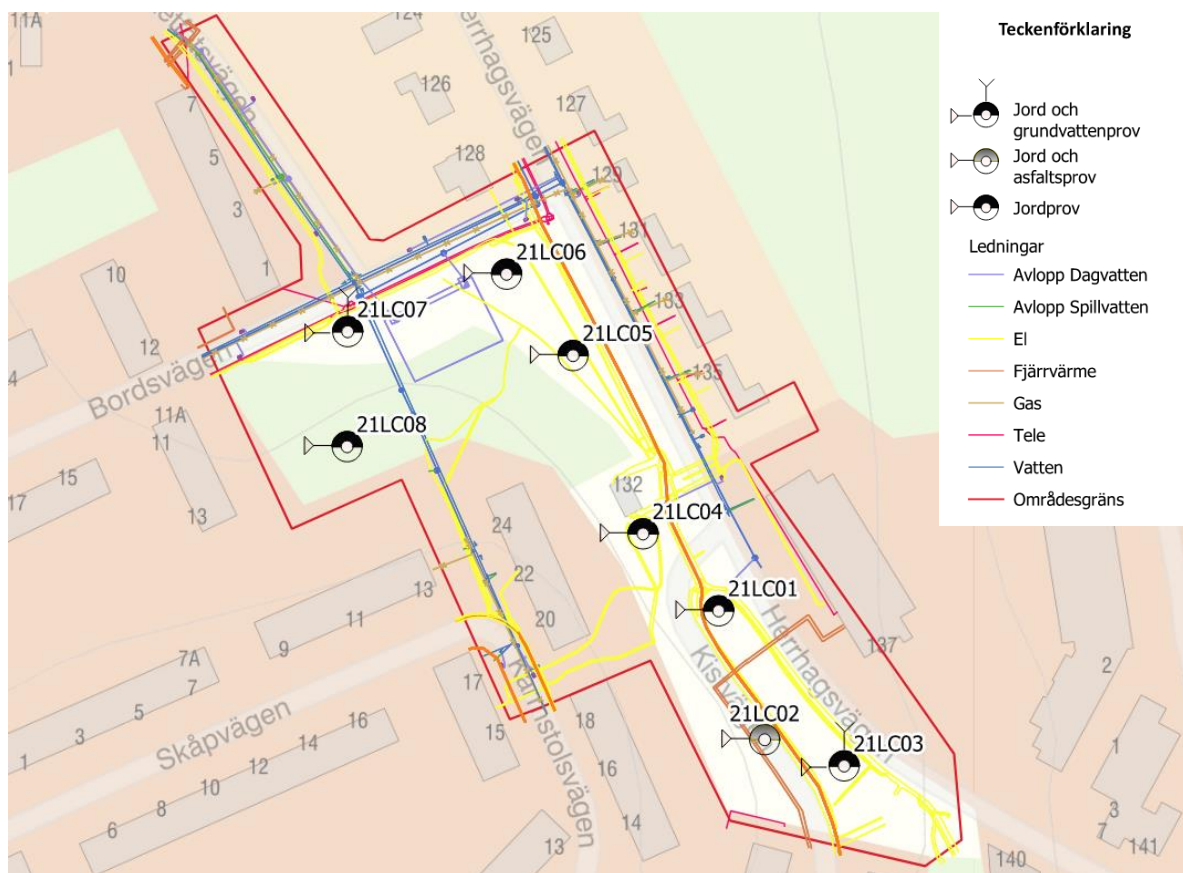 11A
124
125
126
127
128
Herrhagsvägen
7
5
3
1
129
131
133
135
10
12
4
Bordsvägen
21LC06
21LC07
21LC05
21LC08
11A
11
13
15
17
132
21LC04
24
22
20
13
11
9
21LC01
Herrhagsvägen
137
2
7A
7
5
3
1
Skåpvägen
16
14
12
10
8
6
17
15
18
16
14
13
Karmstolsvägen
21LC02
21LC03
1
3
7
141
140
Teckenförklaring
Jord och
grundvattenprov
Jord och
asfaltsprov
Jordprov
Ledningar
Avlopp Dagvatten
Avlopp Spillvatten
El
Fjärrvärme
Gas
Tele
Vatten
Områdesgräns